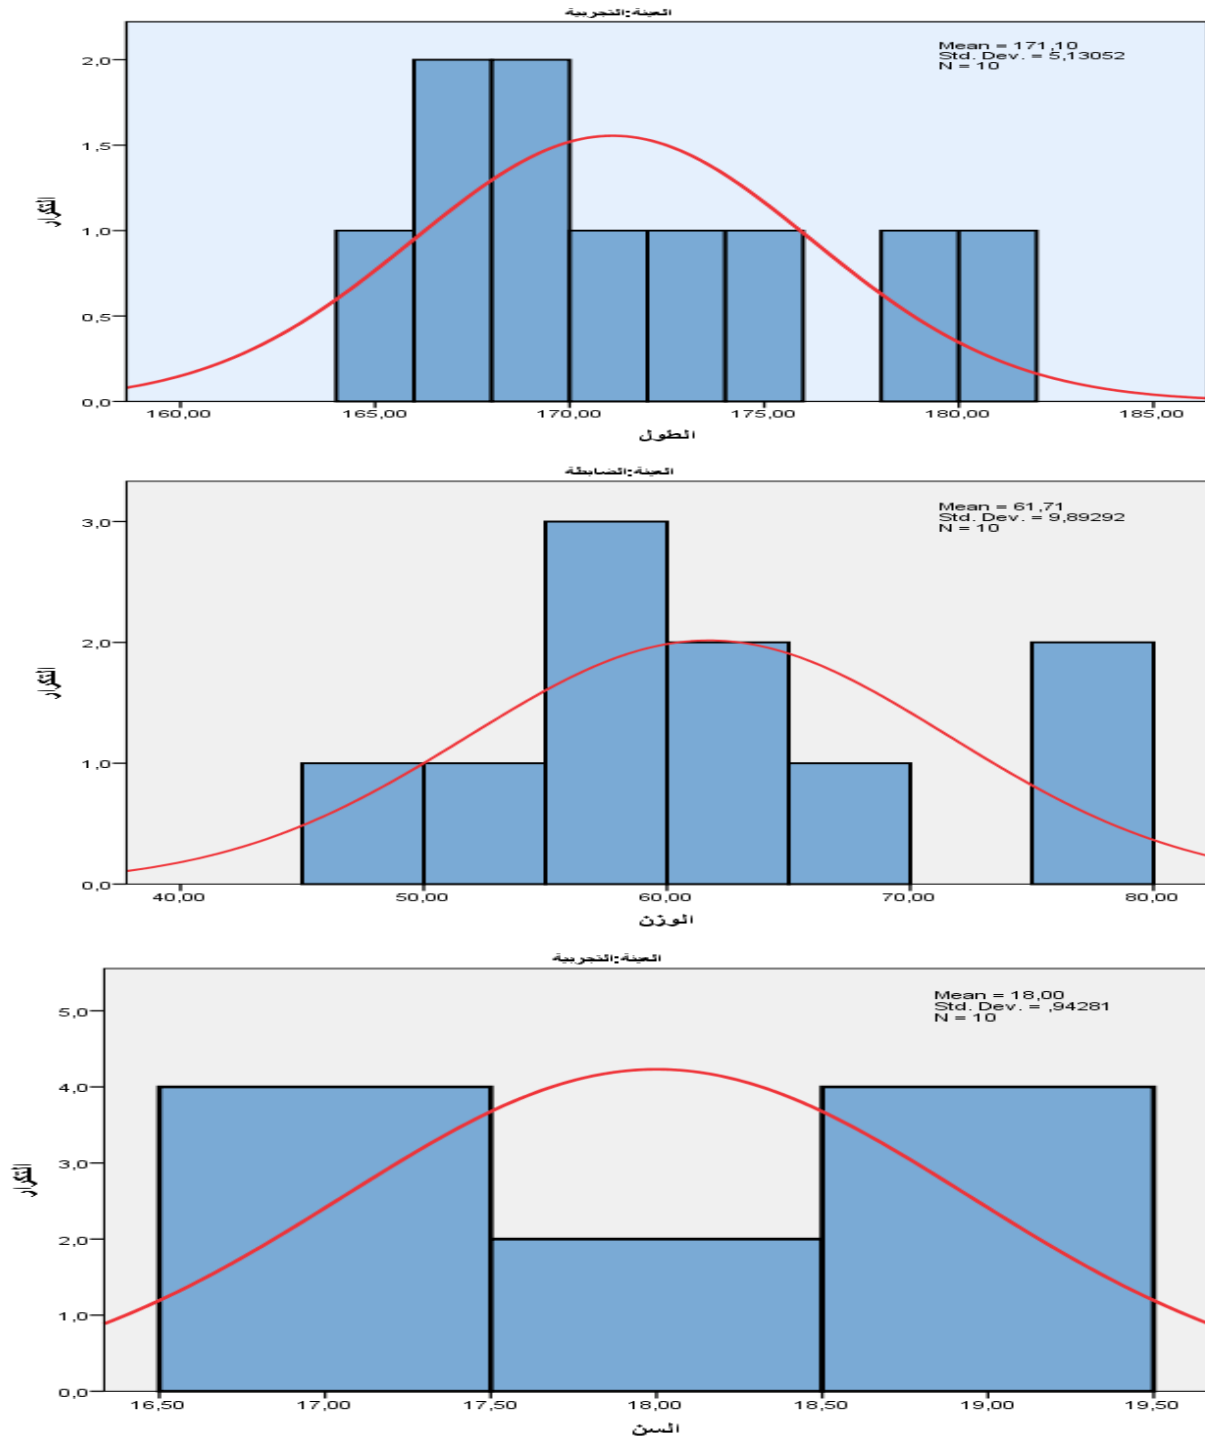 العينة:التجريبية
Mean = 171,10
Std. Dev. = 5,13052
N = 10
التكرار
2,0
1,5
1,0
0,5
0,0
160,00 165,00 170,00 175,00 180,00 185,00
الطول
العينة:الضابطة
Mean = 61,71
Std. Dev. = 9,89292
N = 10
التكرار
3,0
2,0
1,0
0,0
40,00 50,00 60,00 70,00 80,00
الوزن
العينة:التجريبية
Mean = 18,00
Std. Dev. = ,94281
N = 10
التكرار
5,0
4,0
3,0
2,0
1,0
0,0
16,50 17,00 17,50 18,00 18,50 19,00 19,50
السن